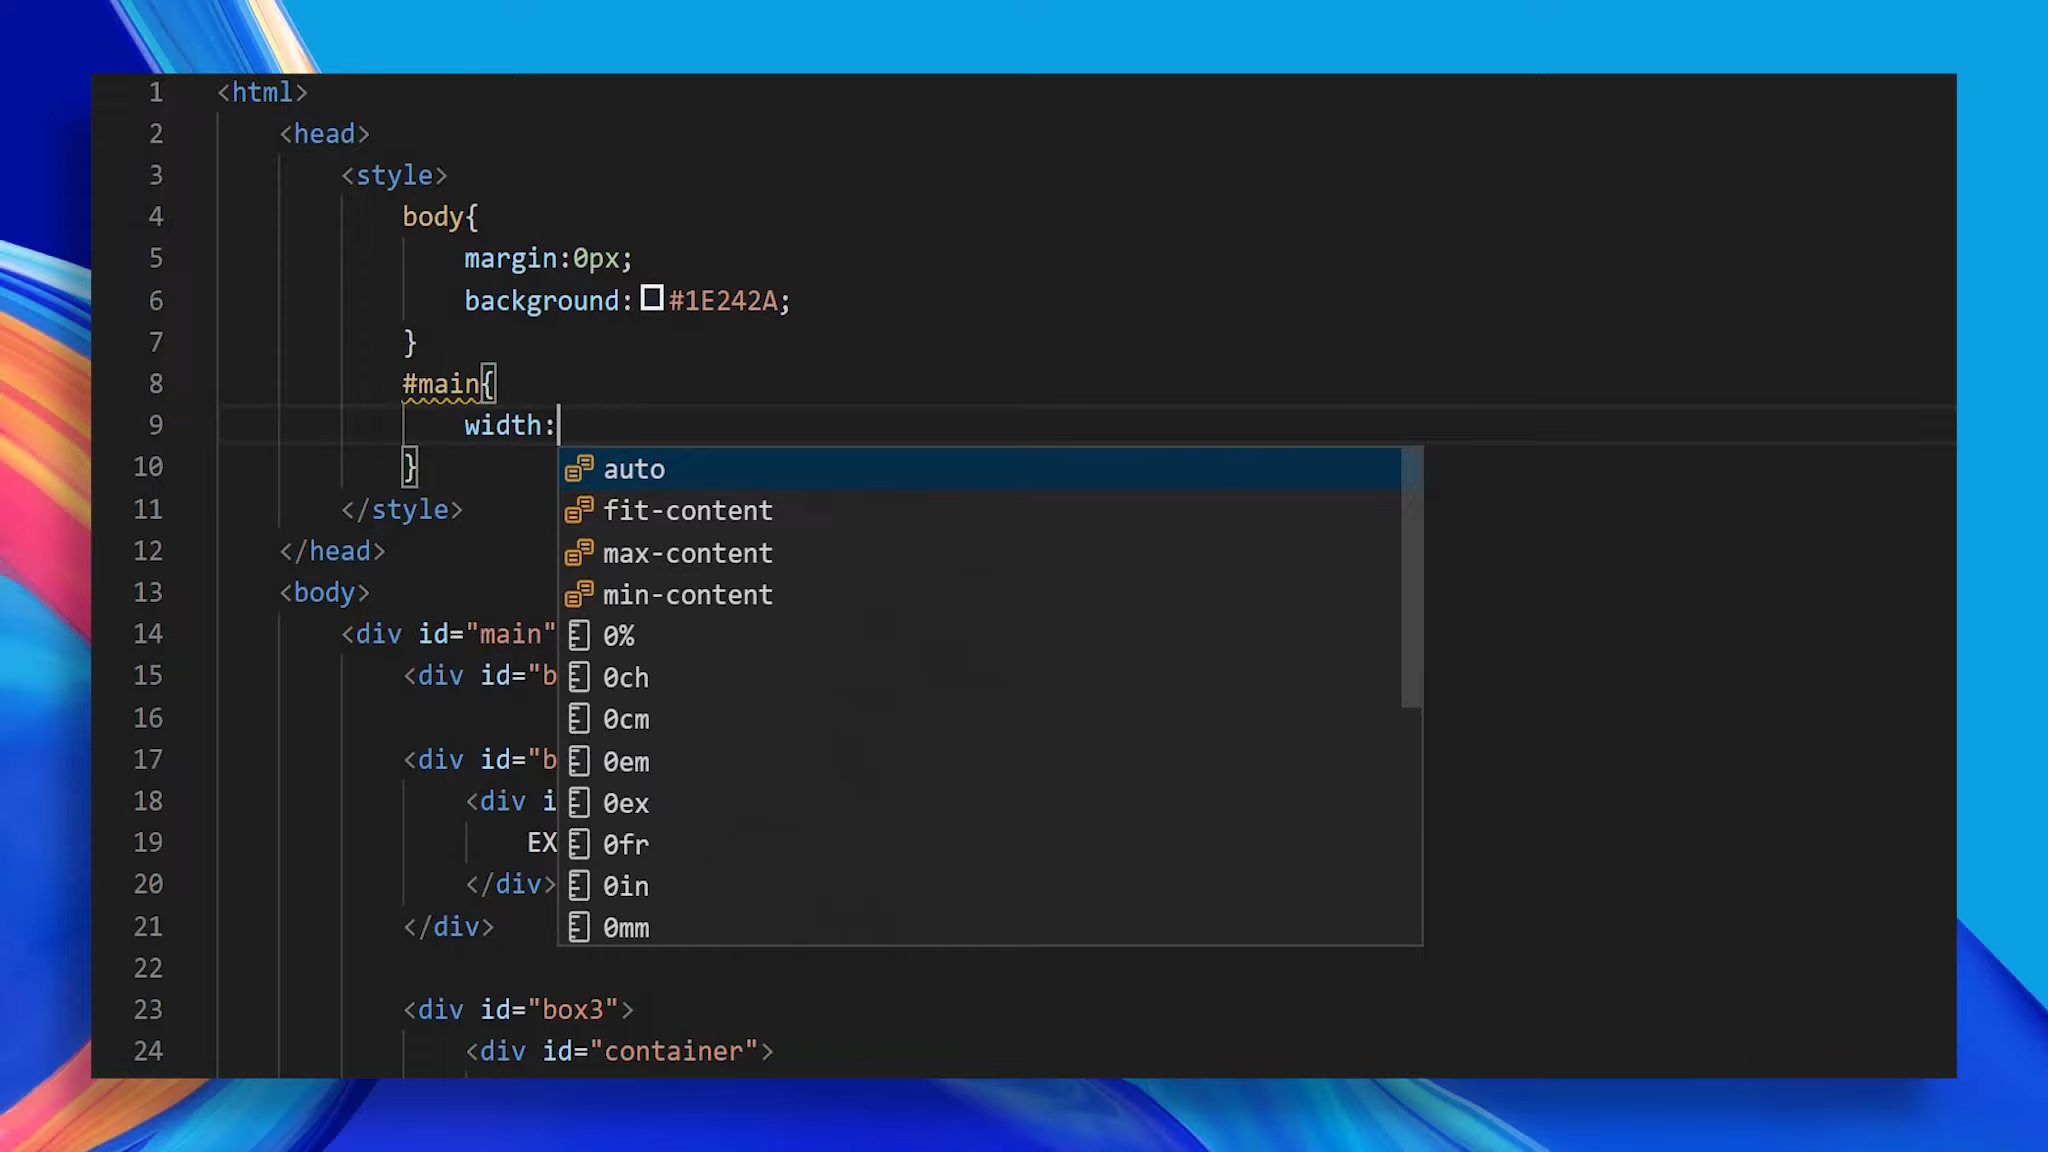 1 <html>
2 <head>
3 <style>
4 body{
5 margin:0px;
6 background: #1E242A;
7 }
8 #main{
9 width:
10 }
11 </style>
12 </head>
13 <body>
14 <div id="main"
15 <div id="b
16
17 <div id="b
18 <div i
19 EX
20 </div>
21 </div>
22
23 <div id="box3">
24 <div id="container">
auto
fit-content
max-content
min-content
0%
0ch
0cm
0em
0ex
0fr
0in
0mm